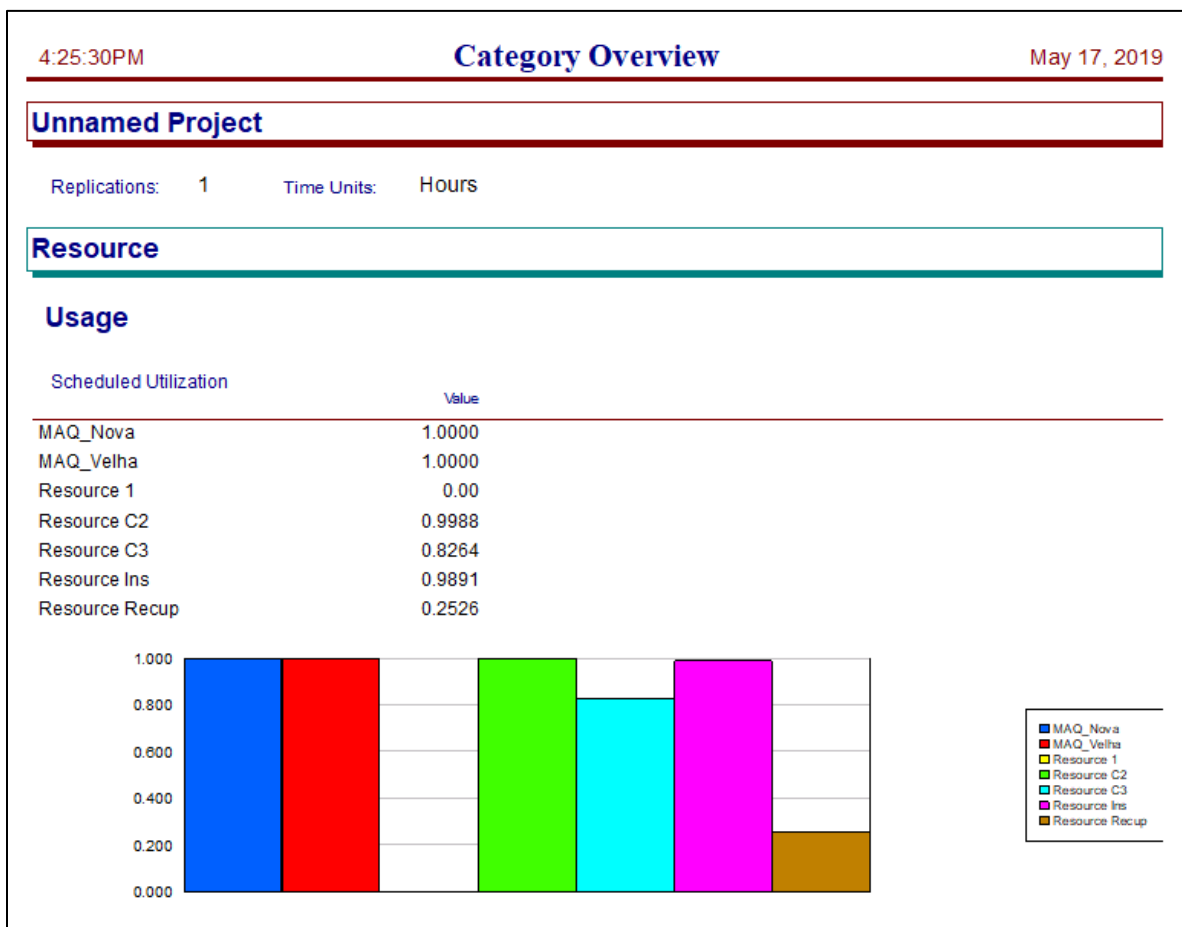 4:25:30PM Category Overview May 17, 2019
Unnamed Project
Replications: 1 Time Units: Hours
Resource
Usage
Scheduled Utilization Value
MAQ_Nova 1.0000
MAQ_Velha 1.0000
Resource 1 0.00
Resource C2 0.9988
Resource C3 0.8264
Resource Ins 0.9891
Resource Recup 0.2526
1.000
0.800
0.600
0.400
0.200
0.000
MAQ_Nova
MAQ_Velha
Resource 1
Resource C2
Resource C3
Resource Ins
Resource Recup